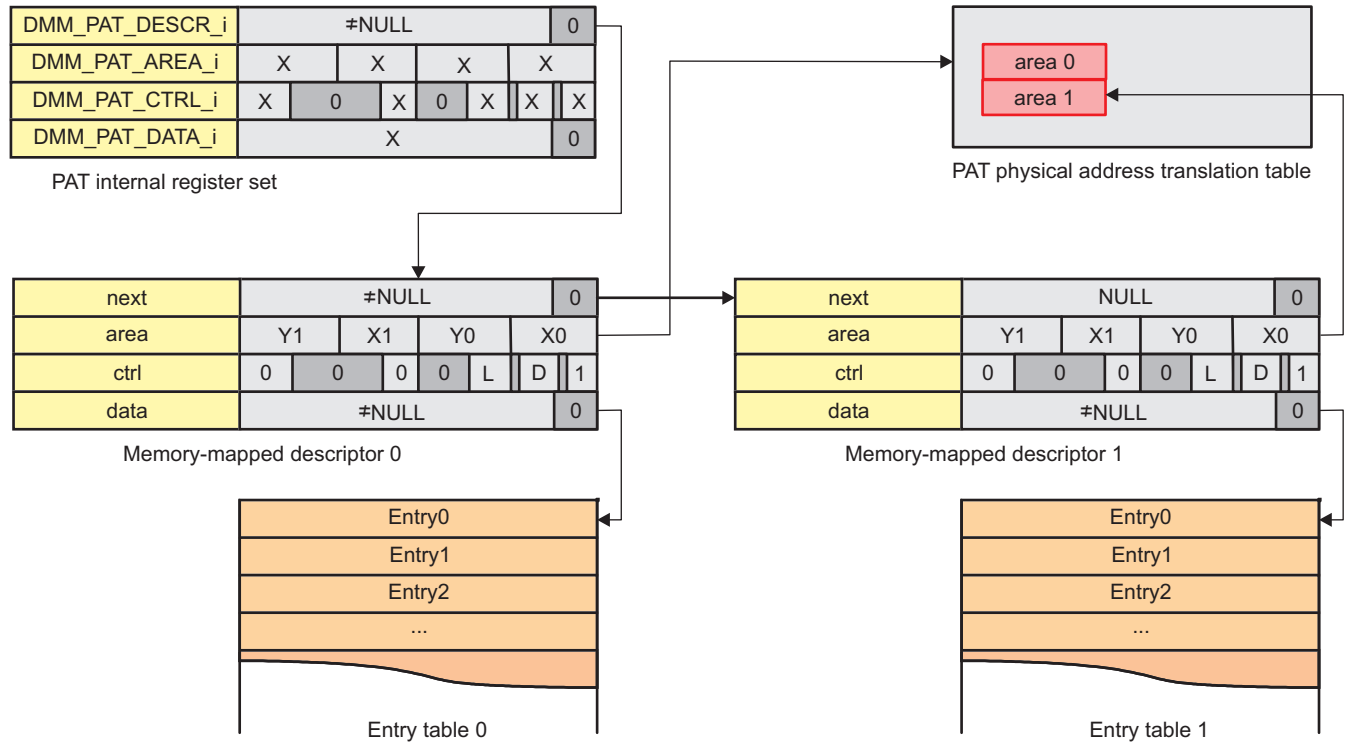 DMM_PAT_DESCR_i ≠NULL 0
DMM_PAT_AREA_i X X X X
DMM_PAT_CTRL_i X 0 X 0 X X X
DMM_PAT_DATA_i X 0
PAT internal register set
area 0
area 1
PAT physical address translation table
next ≠NULL 0
area Y1 X1 Y0 X0
ctrl 0 0 0 0 L D 1
data ≠NULL 0
Memory-mapped descriptor 0
next NULL 0
area Y1 X1 Y0 X0
ctrl 0 0 0 0 L D 1
data ≠NULL 0
Memory-mapped descriptor 1
Entry0
Entry1
Entry2
...
Entry table 0
Entry0
Entry1
Entry2
...
Entry table 1